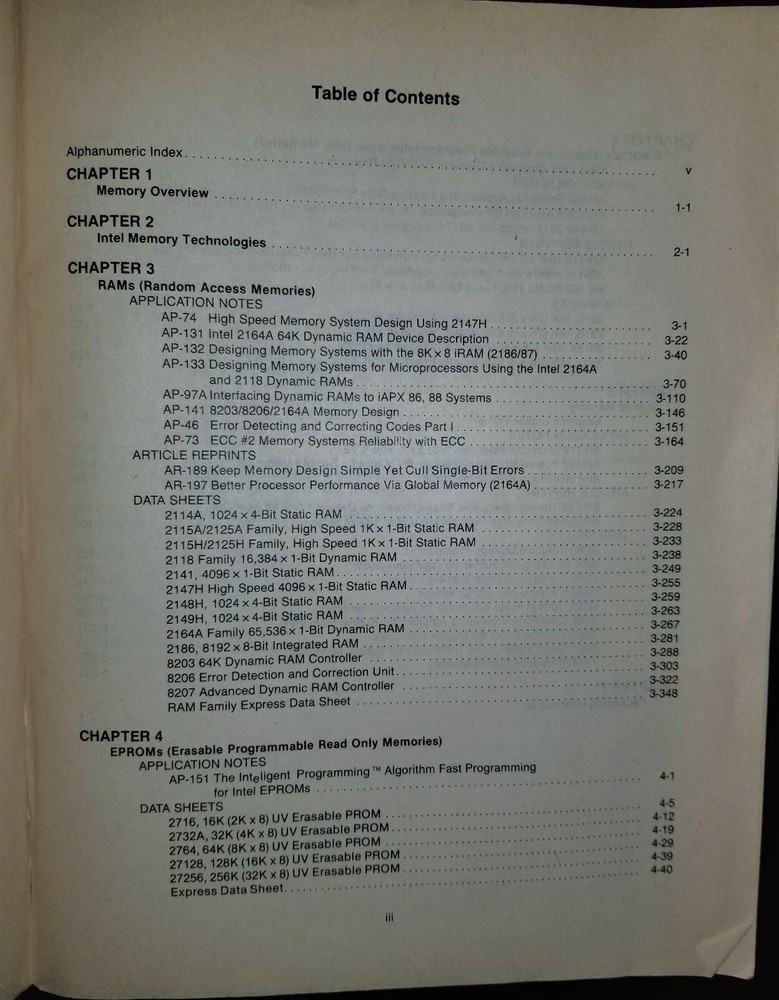 Table of Contents
Alphanumeric Index. . . . . . . . . . v
CHAPTER 1
Memory Overview . . . . . . . . . . 1-1
CHAPTER 2
Intel Memory Technologies . . . . . . . . . . 2-1
CHAPTER 3
RAMs (Random Access Memories)
APPLICATION NOTES
AP-74 High Speed Memory System Design Using 2147H . . . . . . . . . . 3-1
AP-131 Intel 2164A 64K Dynamic RAM Device Description . . . . . . . . . . 3-22
AP-132 Designing Memory Systems with the 8K x 8 iRAM (2186/87) . . . . . . . . . . 3-40
AP-133 Designing Memory Systems for Microprocessors Using the Intel 2164A
and 2118 Dynamic RAMs . . . . . . . . . . 3-70
AP-97A Interfacing Dynamic RAMs to iAPX 86, 88 Systems . . . . . . . . . . 3-110
AP-141 8203/8206/2164A Memory Design . . . . . . . . . . 3-146
AP-46 Error Detecting and Correcting Codes Part I . . . . . . . . . . 3-151
AP-73 ECC #2 Memory Systems Reliability with ECC . . . . . . . . . . 3-164
ARTICLE REPRINTS
AR-189 Keep Memory Design Simple Yet Cull Single-Bit Errors . . . . . . . . . . 3-209
AR-197 Better Processor Performance Via Global Memory (2164A) . . . . . . . . . . 3-217
DATA SHEETS
2114A, 1024 x 4-Bit Static RAM . . . . . . . . . . 3-224
2115A/2125A Family, High Speed 1K x 1-Bit Static RAM . . . . . . . . . . 3-228
2115H/2125H Family, High Speed 1K x 1-Bit Static RAM . . . . . . . . . . 3-233
2118 Family 16,384 x 1-Bit Dynamic RAM . . . . . . . . . . 3-238
2141, 4096 x 1-Bit Static RAM . . . . . . . . . . 3-249
2147H High Speed 4096 x 1-Bit Static RAM . . . . . . . . . . 3-255
2148H, 1024 x 4-Bit Static RAM . . . . . . . . . . 3-259
2149H, 1024 x 4-Bit Static RAM . . . . . . . . . . 3-263
2164A Family 65,536 x 1-Bit Dynamic RAM . . . . . . . . . . 3-267
2186, 8192 x 8-Bit Integrated RAM . . . . . . . . . . 3-281
8203 64K Dynamic RAM Controller . . . . . . . . . . 3-288
8206 Error Detection and Correction Unit . . . . . . . . . . 3-303
8207 Advanced Dynamic RAM Controller . . . . . . . . . . 3-322
RAM Family Express Data Sheet . . . . . . . . . . 3-348
CHAPTER 4
EPROMs (Erasable Programmable Read Only Memories)
APPLICATION NOTES
AP-151 The Inteligent Programming™ Algorithm Fast Programming
for Intel EPROMs . . . . . . . . . . 4-1
DATA SHEETS
2716, 16K (2K x 8) UV Erasable PROM . . . . . . . . . . 4-5
2732A, 32K (4K x 8) UV Erasable PROM . . . . . . . . . . 4-12
2764, 64K (8K x 8) UV Erasable PROM . . . . . . . . . . 4-19
27128, 128K (16K x 8) UV Erasable PROM . . . . . . . . . . 4-29
27256, 256K (32K x 8) UV Erasable PROM . . . . . . . . . . 4-39
Express Data Sheet . . . . . . . . . . 4-40
iii